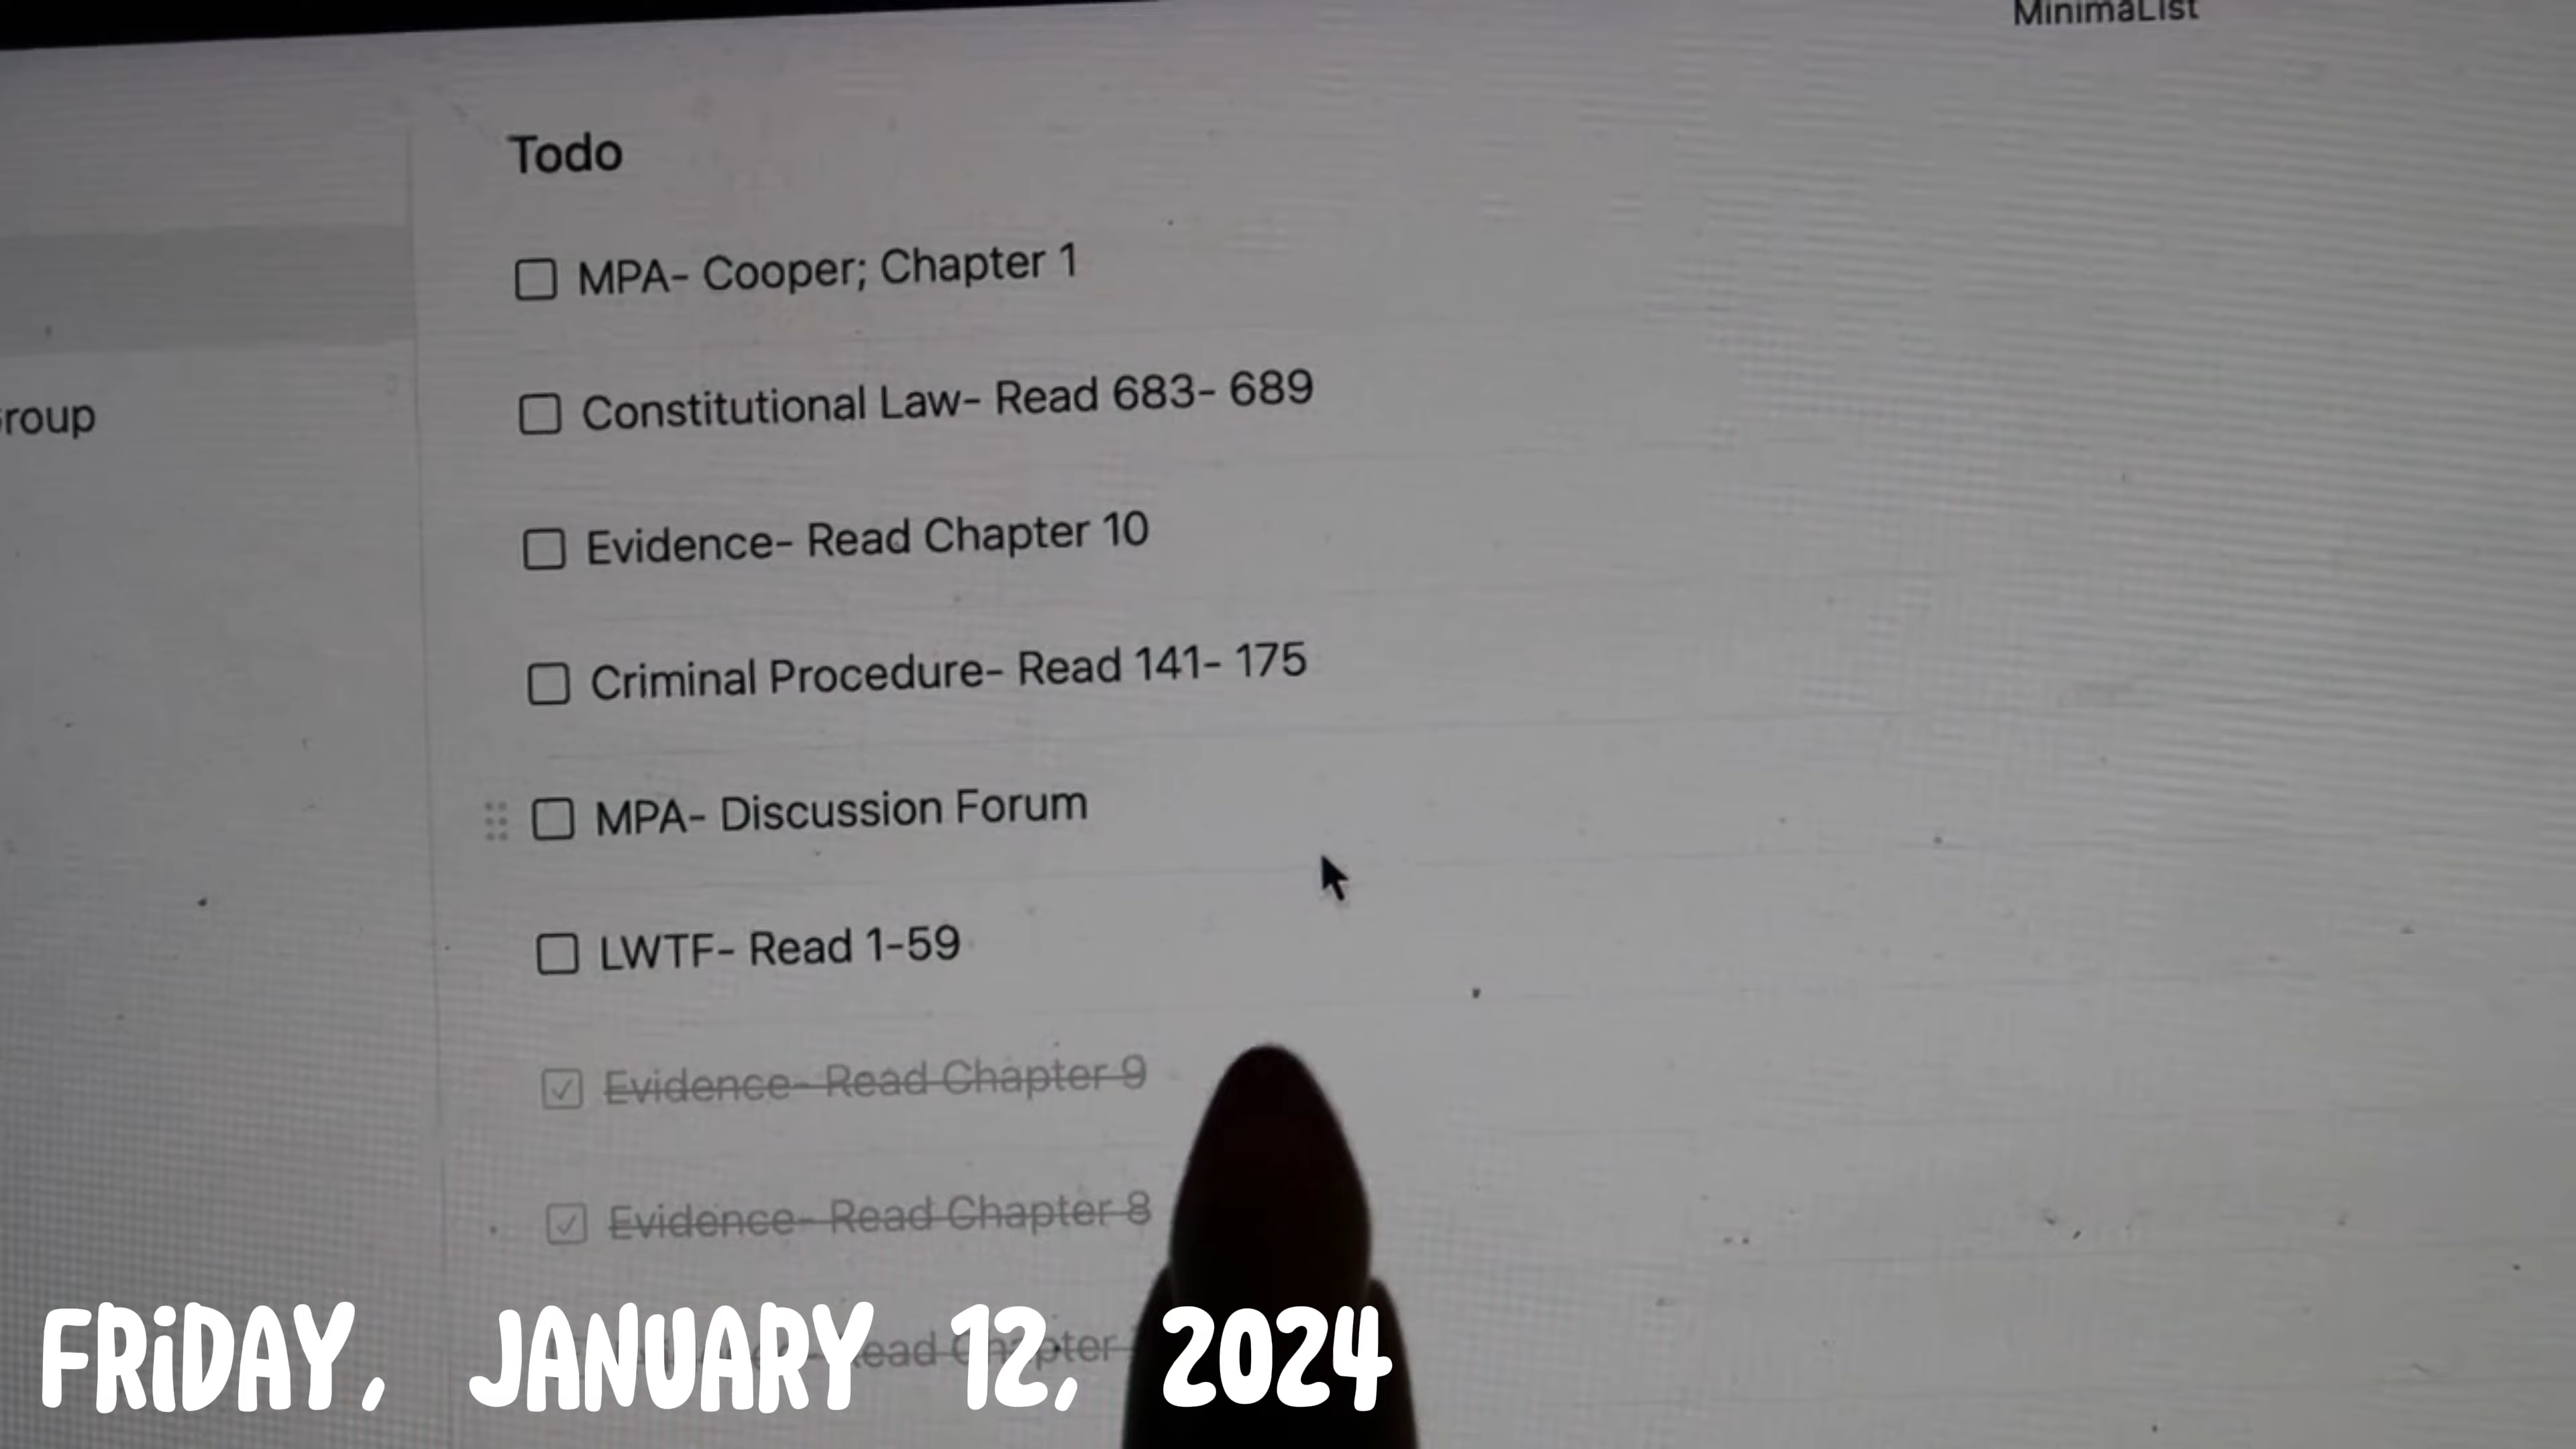 MinimaList
Todo
MPA- Cooper; Chapter 1
Constitutional Law- Read 683- 689
roup
Evidence- Read Chapter 10
Criminal Procedure- Read 141- 175
MPA- Discussion Forum
LWTF- Read 1-59
Evidence- Read Chapter 9
Evidence- Read Chapter 8
Read Chapter
FRiDAY, JANUARY 12, 2024